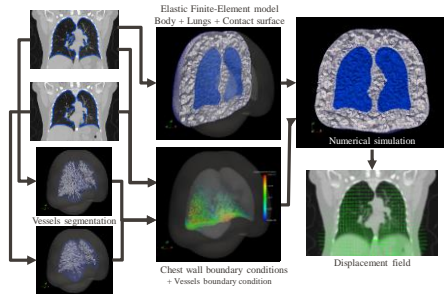 Elastic Finite-Element model
Body + Lungs + Contact surface
Numerical simulation
Vessels segmentation
Displacement field
Chest wall boundary conditions
+ Vessels boundary condition